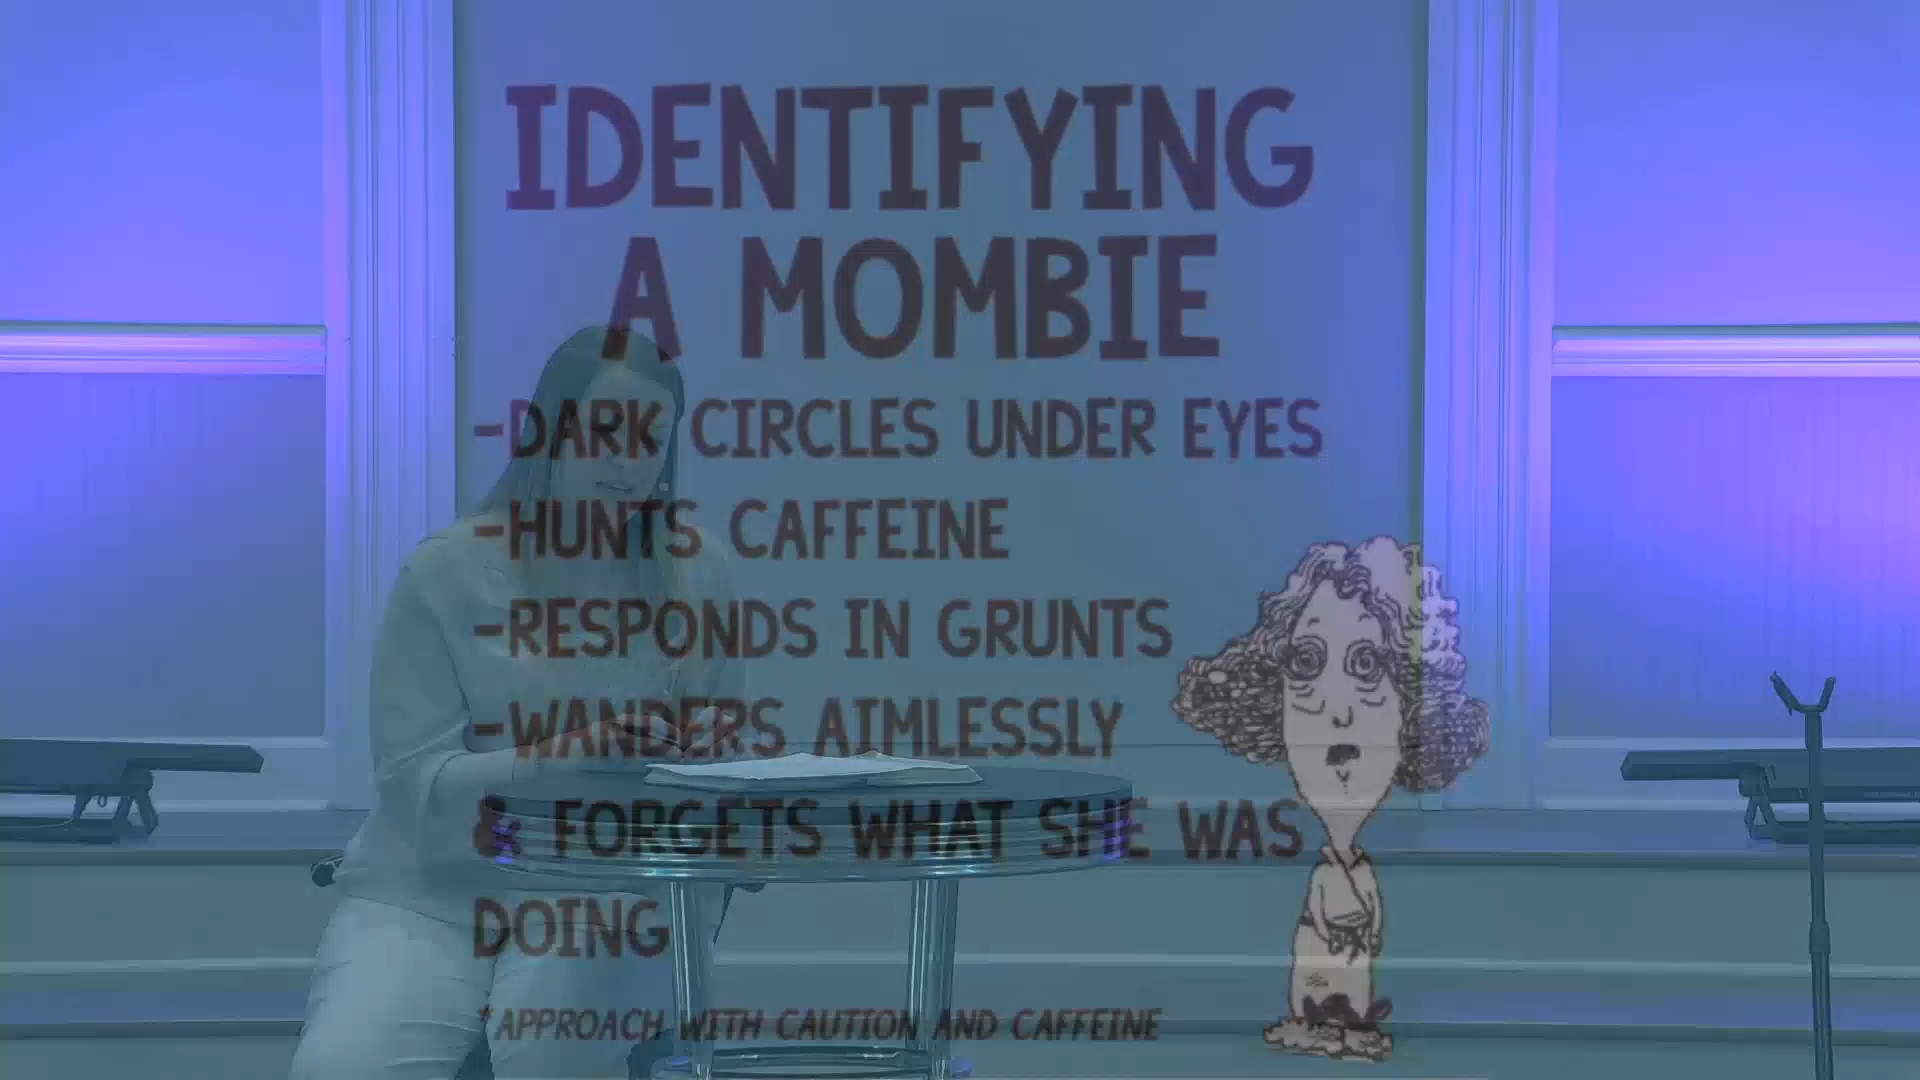 IDENTIFYING
A MOMBIE
-DARK CIRCLES UNDER EYES
-HUNTS CAFFEINE
-RESPONDS IN GRUNTS
-WANDERS AIMLESSLY
& FORGETS WHAT SHE WAS
DOING
*APPROACH WITH CAUTION AND CAFFEINE